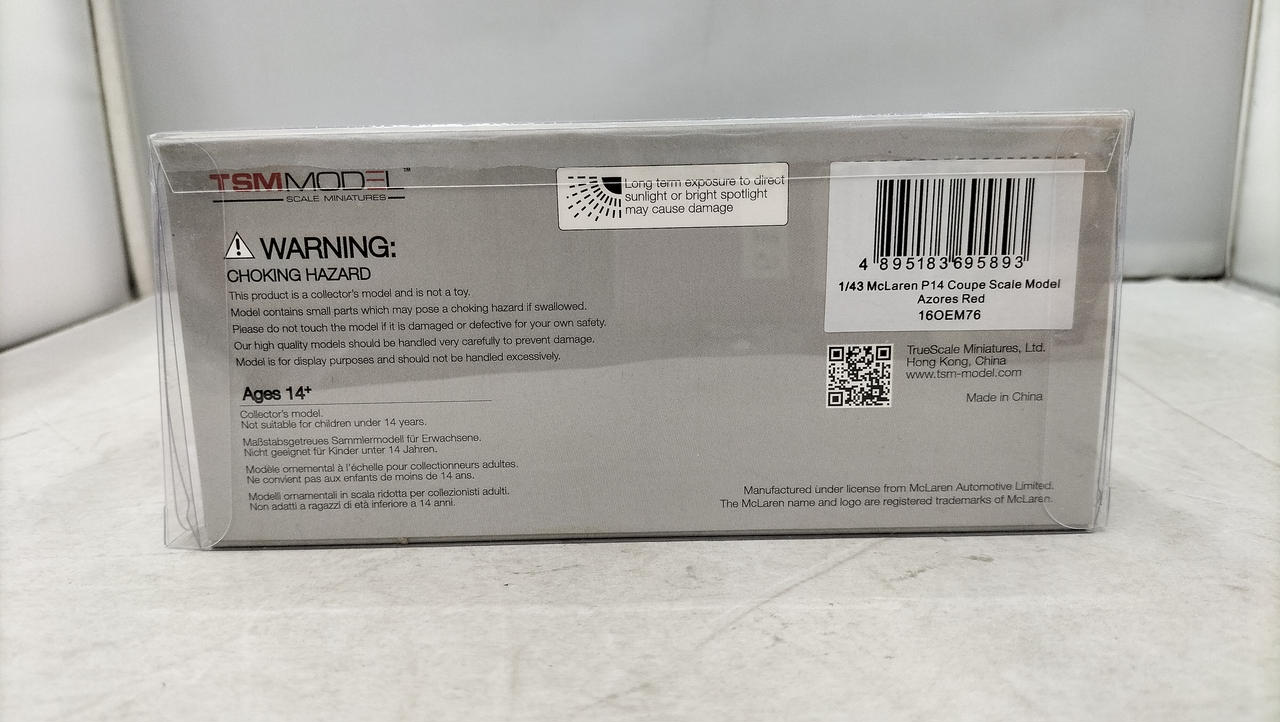 TSMMODEL™
SCALE MINIATURES
Long term exposure to direct
sunlight or bright spotlight
may cause damage
4 895183 695893
1/43 McLaren P14 Coupe Scale Model
Azores Red
16OEM76
WARNING:
CHOKING HAZARD
This product is a collector's model and is not a toy.
Model contains small parts which may pose a choking hazard if swallowed.
Please do not touch the model if it is damaged or defective for your own safety.
Our high quality models should be handled very carefully to prevent damage.
Model is for display purposes and should not be handled excessively.
Ages 14+
Collector's model.
Not suitable for children under 14 years.
Maßstabsgetreues Sammlermodell für Erwachsene.
Nicht geeignet für Kinder unter 14 Jahren.
Modèle ornemental à l'échelle pour collectionneurs adultes.
Ne convient pas aux enfants de moins de 14 ans.
Modelli ornamentali in scala ridotta per collezionisti adulti.
Non adatti a ragazzi di età inferiore a 14 anni.
TrueScale Miniatures, Ltd.
Hong Kong, China
www.tsm-model.com
Made in China
Manufactured under license from McLaren Automotive Limited.
The McLaren name and logo are registered trademarks of McLaren.